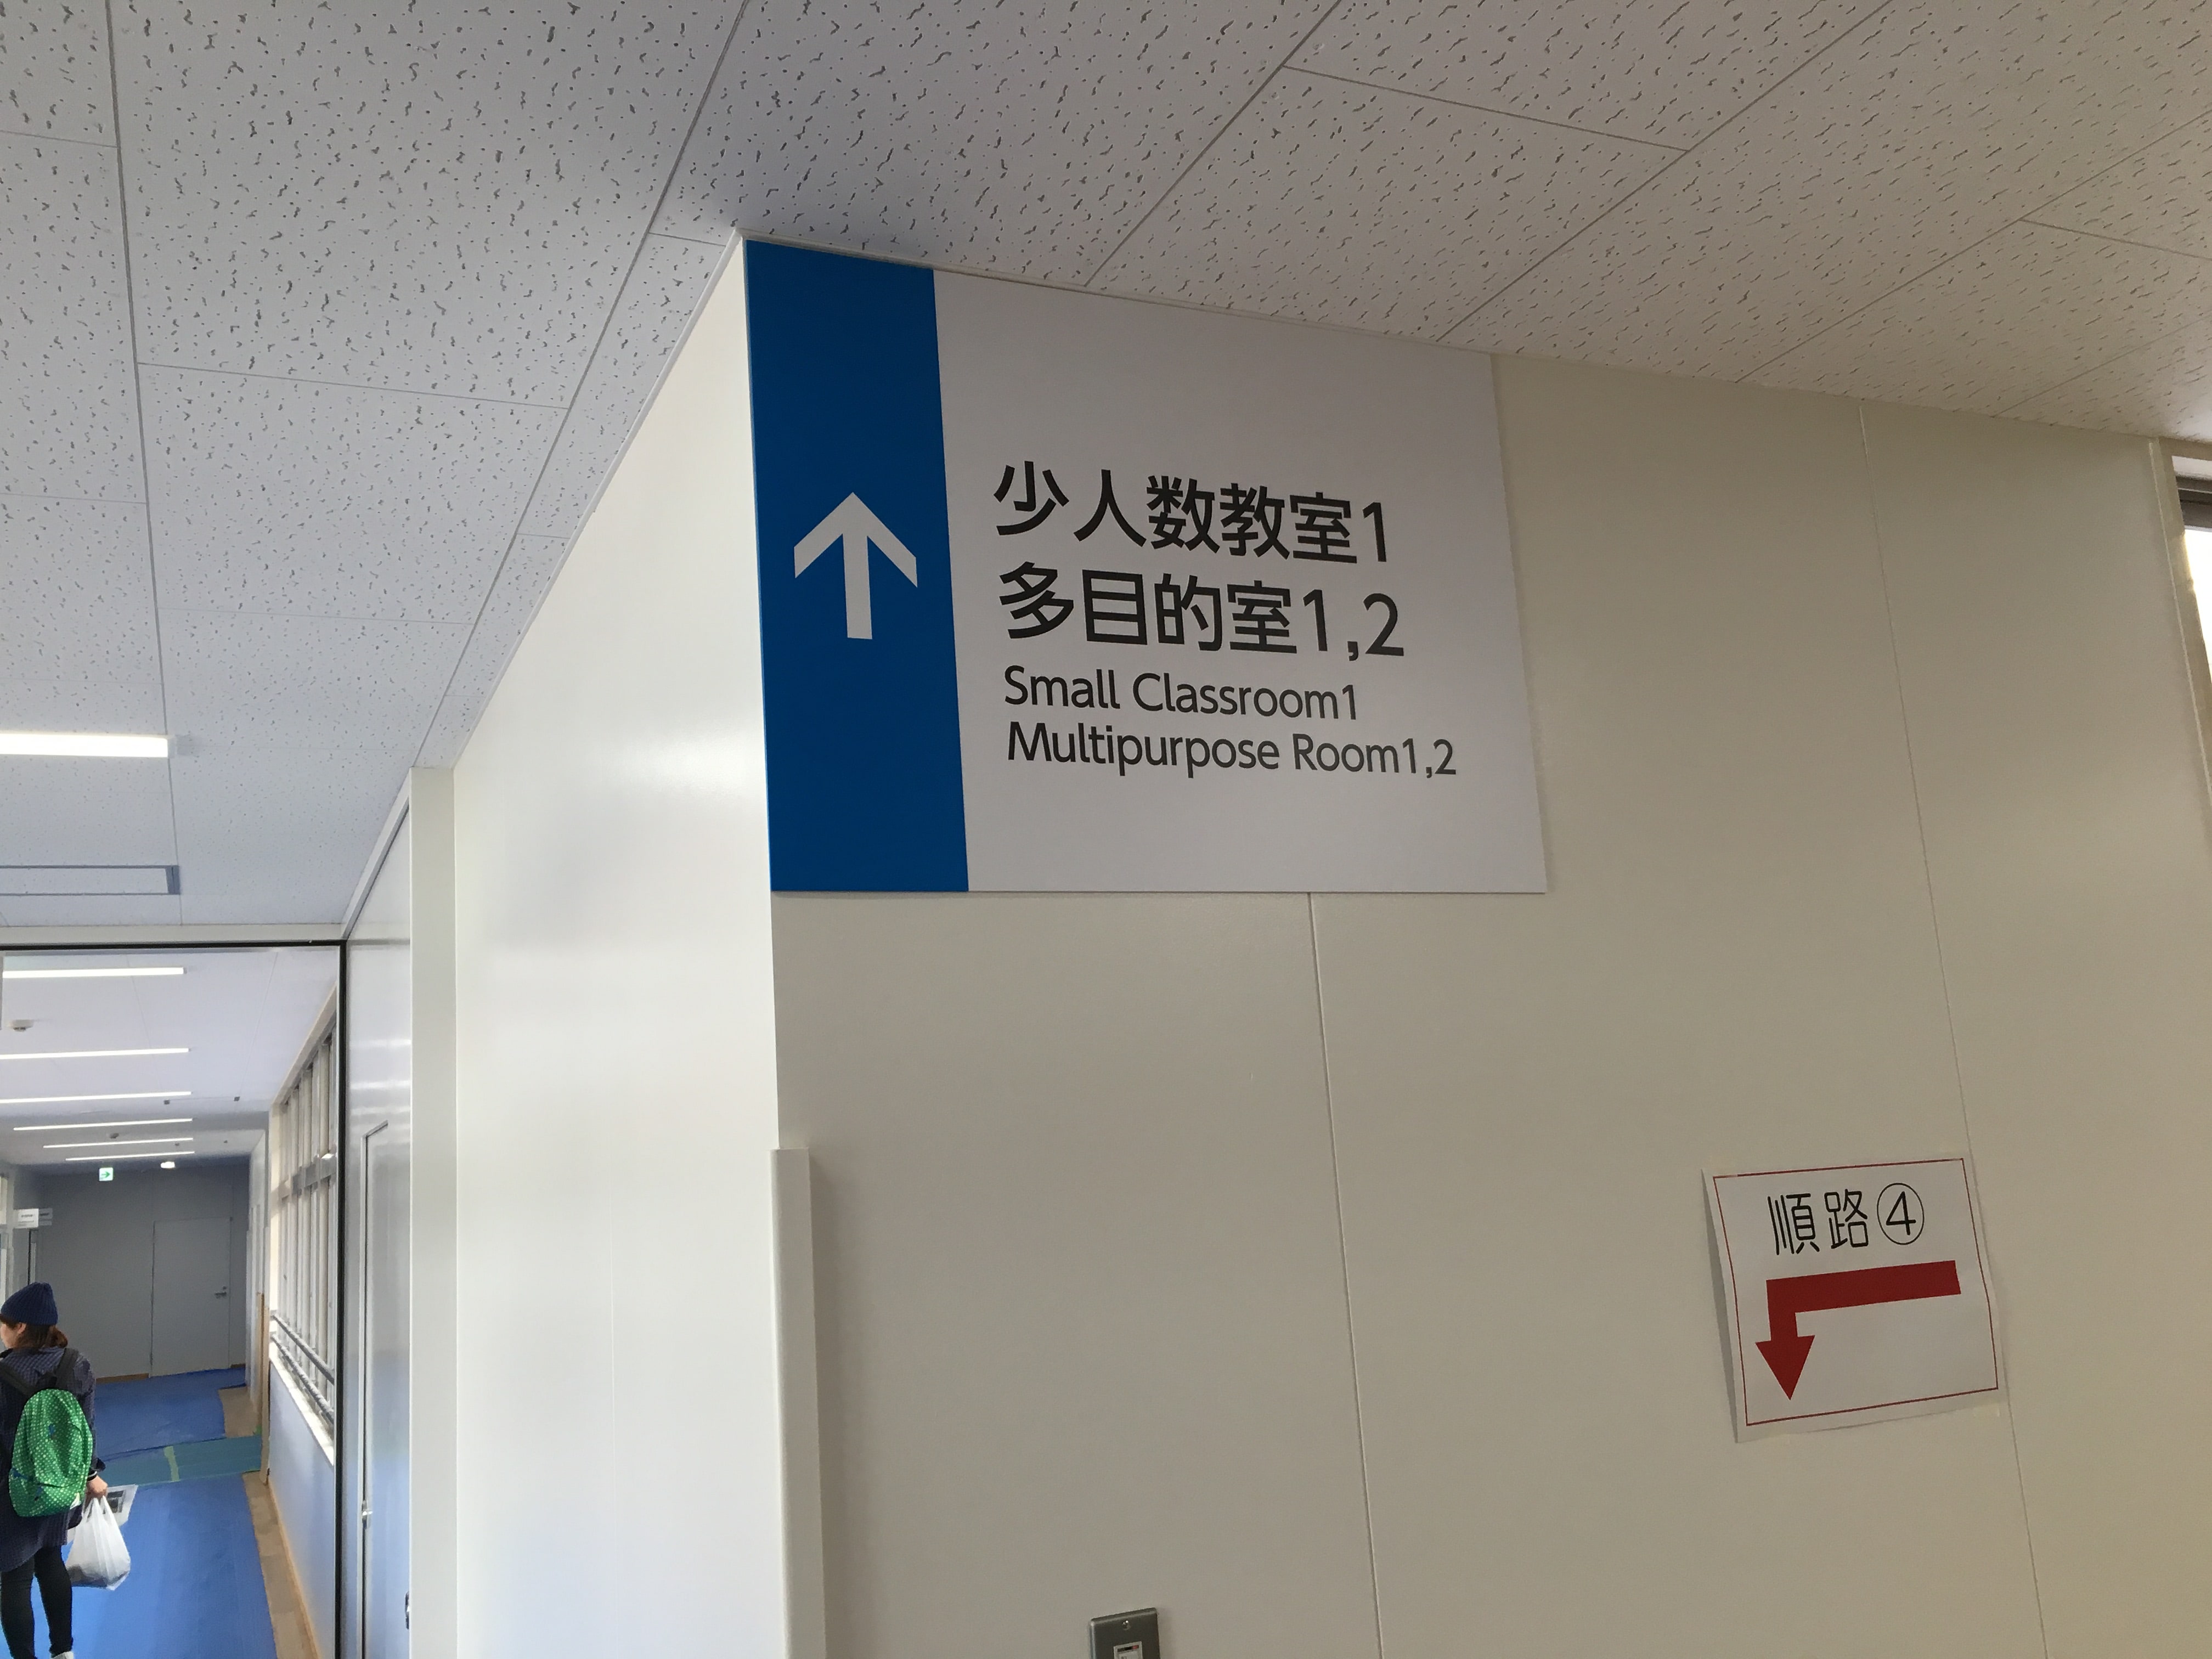 少人数教室1
多目的室1,2
Small Classroom1
Multipurpose Room1,2
順路④